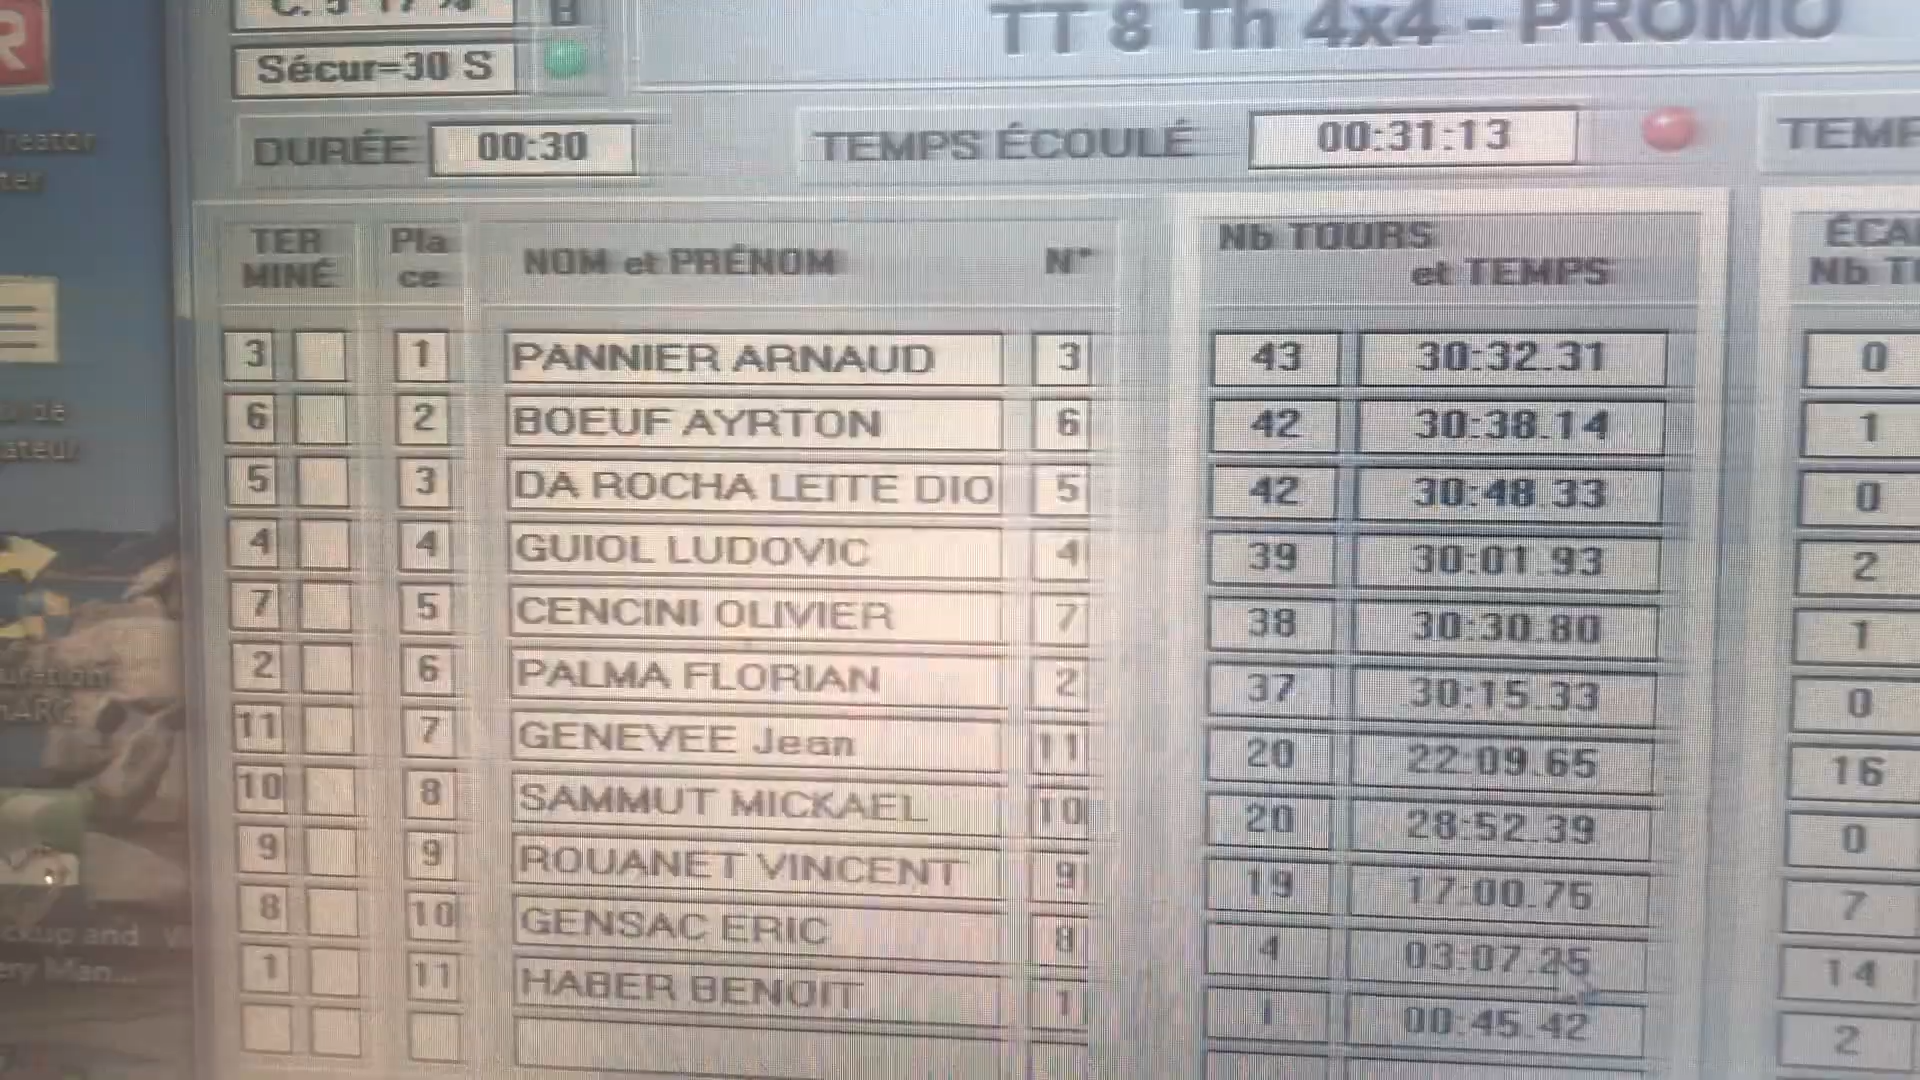 Sécur=30 S
TT 8 Th 4x4 - PROMO
DURÉE 00:30 TEMPS ÉCOULÉ 00:31:13
TER MINÉ Pla ce NOM et PRÉNOM N° Nb TOURS et TEMPS
3 1 PANNIER ARNAUD 3 43 30:32.31 0
6 2 BOEUF AYRTON 6 42 30:38.14 1
5 3 DA ROCHA LEITE DIO 5 42 30:48.33 0
4 4 GUIOL LUDOVIC 4 39 30:01.93 2
7 5 CENCINI OLIVIER 7 38 30:30.80 1
2 6 PALMA FLORIAN 2 37 30:15.33 0
11 7 GENEVEE Jean 11 20 22:09.65 16
10 8 SAMMUT MICKAEL 10 20 28:52.39 0
9 9 ROUANET VINCENT 9 19 17:00.75 7
8 10 GENSAC ERIC 8 4 03:07.25 14
1 11 HABER BENOIT 1 1 00:45.42 2